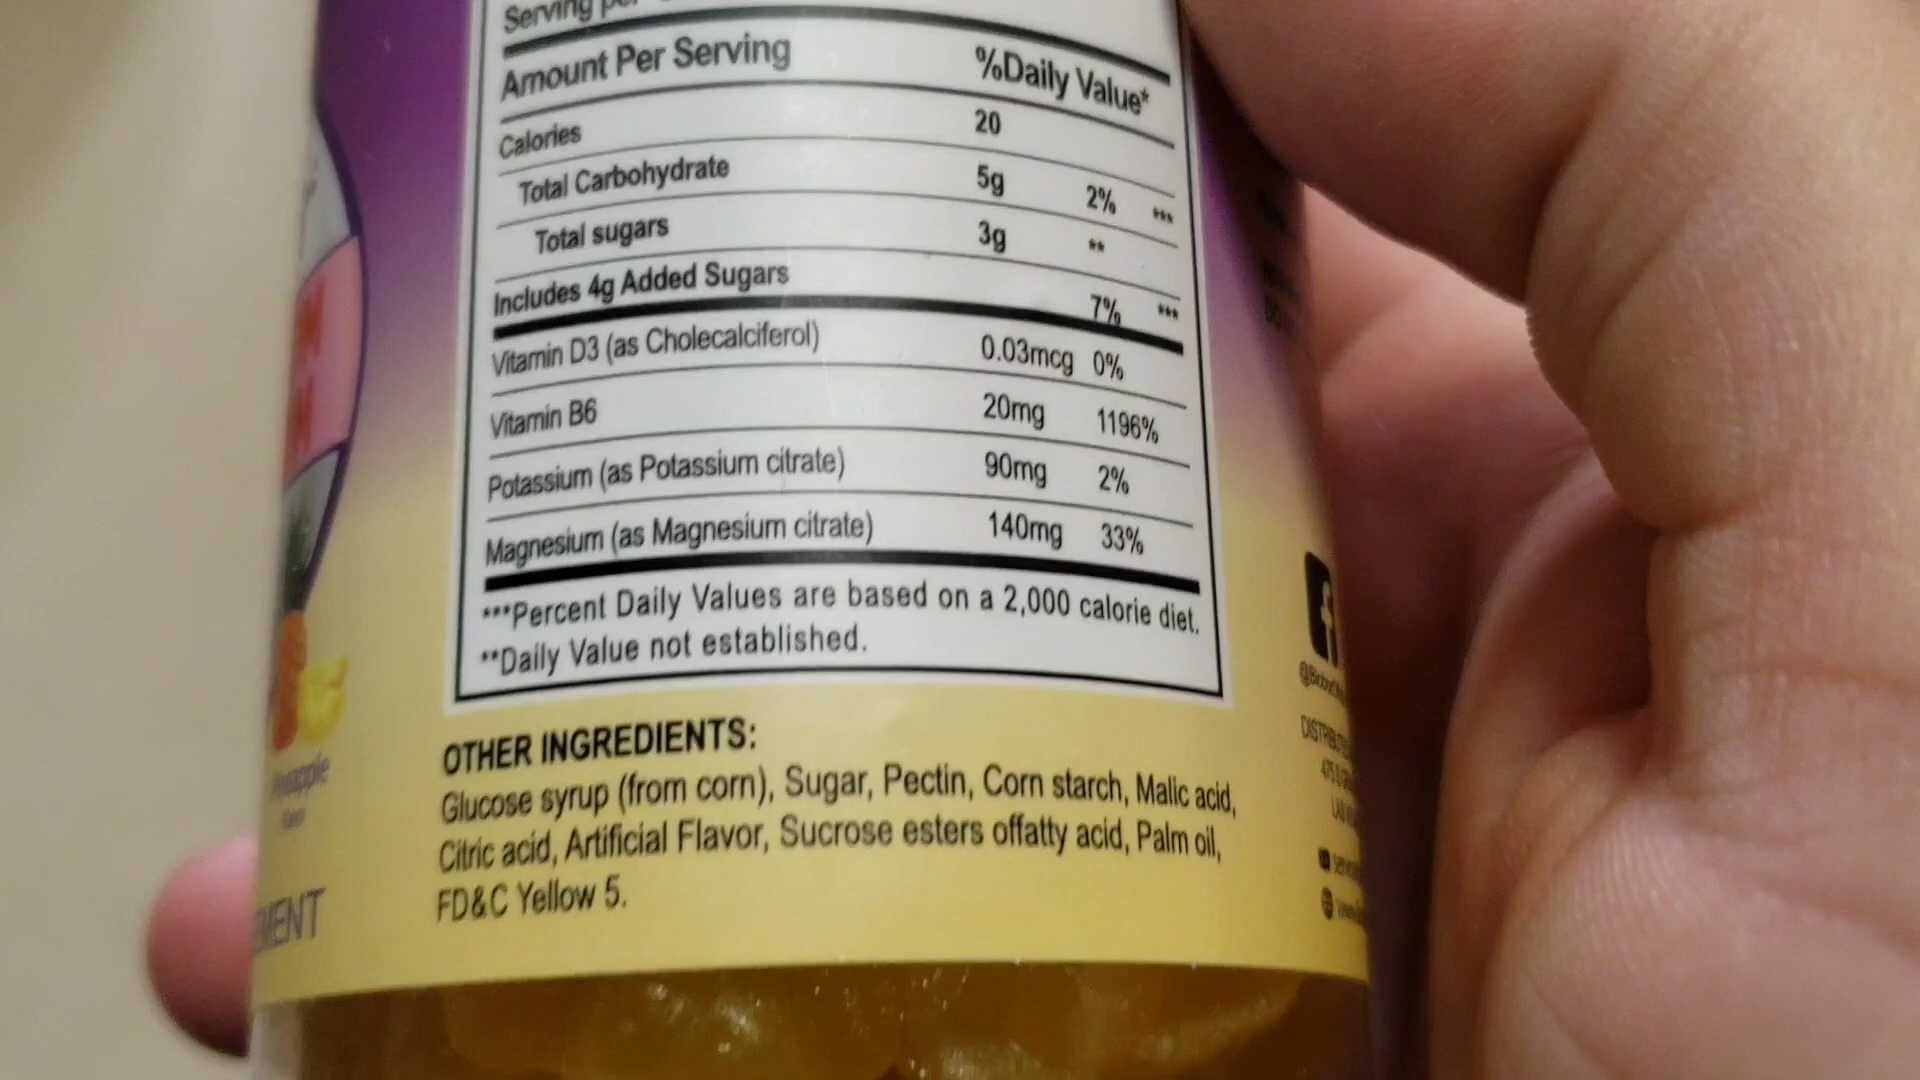 Serving per
Amount Per Serving %Daily Value*
Calories 20
Total Carbohydrate 5g 2% ***
Total sugars 3g **
Includes 4g Added Sugars 7% ***
Vitamin D3 (as Cholecalciferol) 0.03mcg 0%
Vitamin B6 20mg 1196%
Potassium (as Potassium citrate) 90mg 2%
Magnesium (as Magnesium citrate) 140mg 33%
***Percent Daily Values are based on a 2,000 calorie diet.
**Daily Value not established.
OTHER INGREDIENTS:
Glucose syrup (from corn), Sugar, Pectin, Corn starch, Malic acid,
Citric acid, Artificial Flavor, Sucrose esters offatty acid, Palm oil,
FD&C Yellow 5.